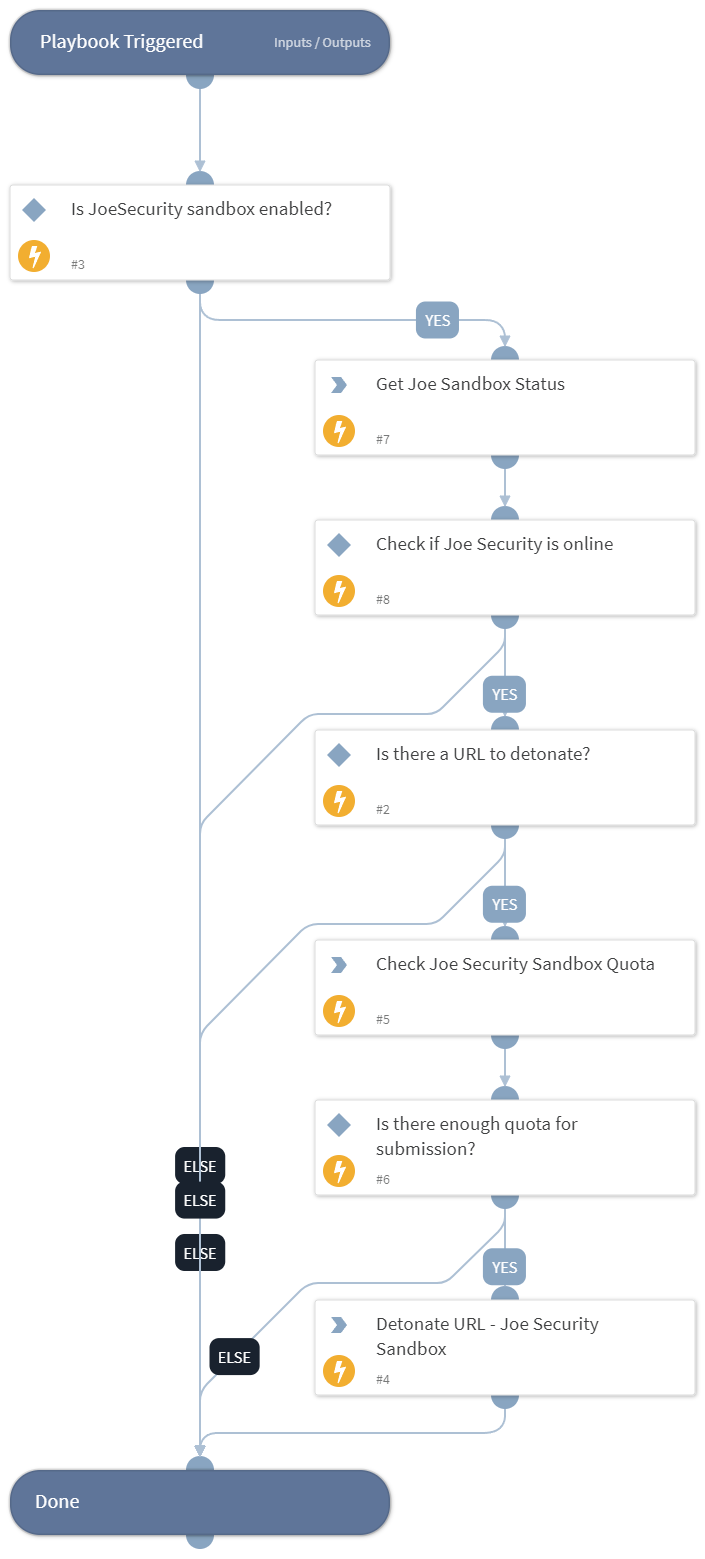 Playbook Triggered
Inputs / Outputs
Is JoeSecurity sandbox enabled?
#3
YES
Get Joe Sandbox Status
#7
Check if Joe Security is online
#8
YES
Is there a URL to detonate?
#2
YES
Check Joe Security Sandbox Quota
#5
Is there enough quota for
submission?
#6
ELSE
ELSE
ELSE
YES
Detonate URL - Joe Security
Sandbox
#4
ELSE
Done